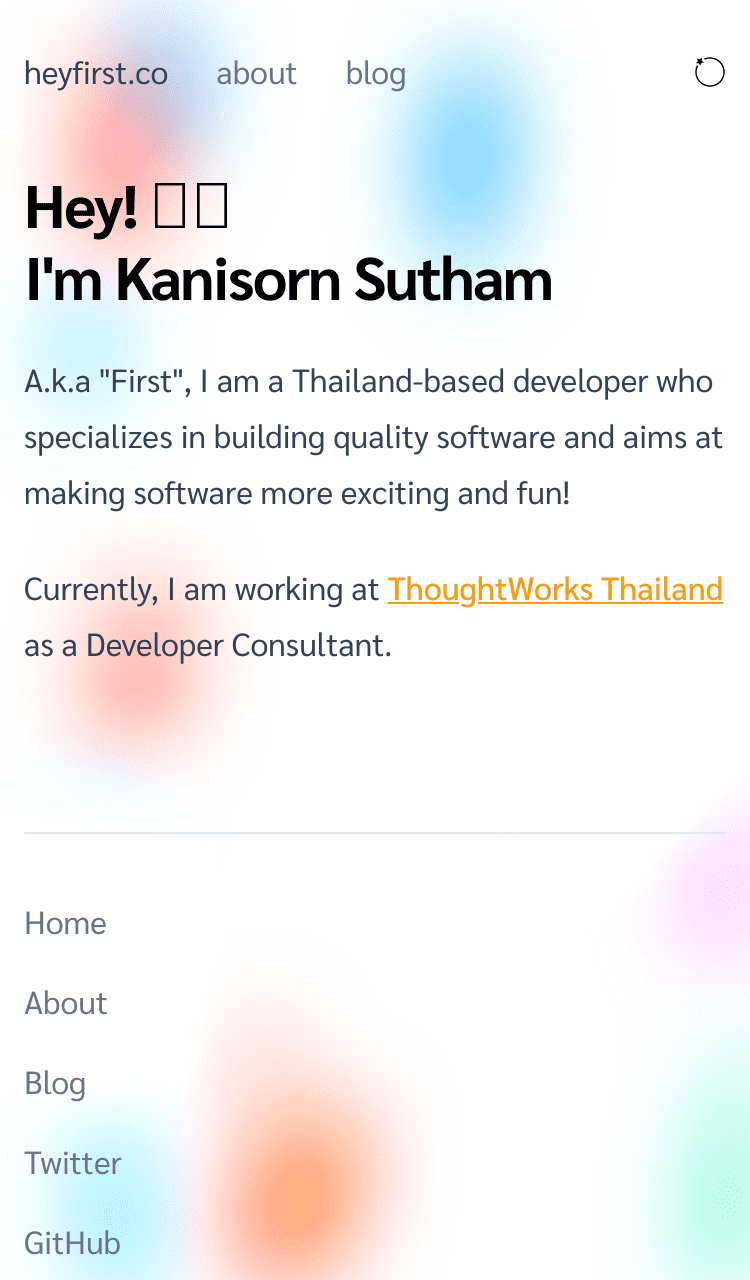 heyfirst.co about blog
Hey!
I'm Kanisorn Sutham
A.k.a "First", I am a Thailand-based developer who
specializes in building quality software and aims at
making software more exciting and fun!
Currently, I am working at ThoughtWorks Thailand
as a Developer Consultant.
Home
About
Blog
Twitter
GitHub